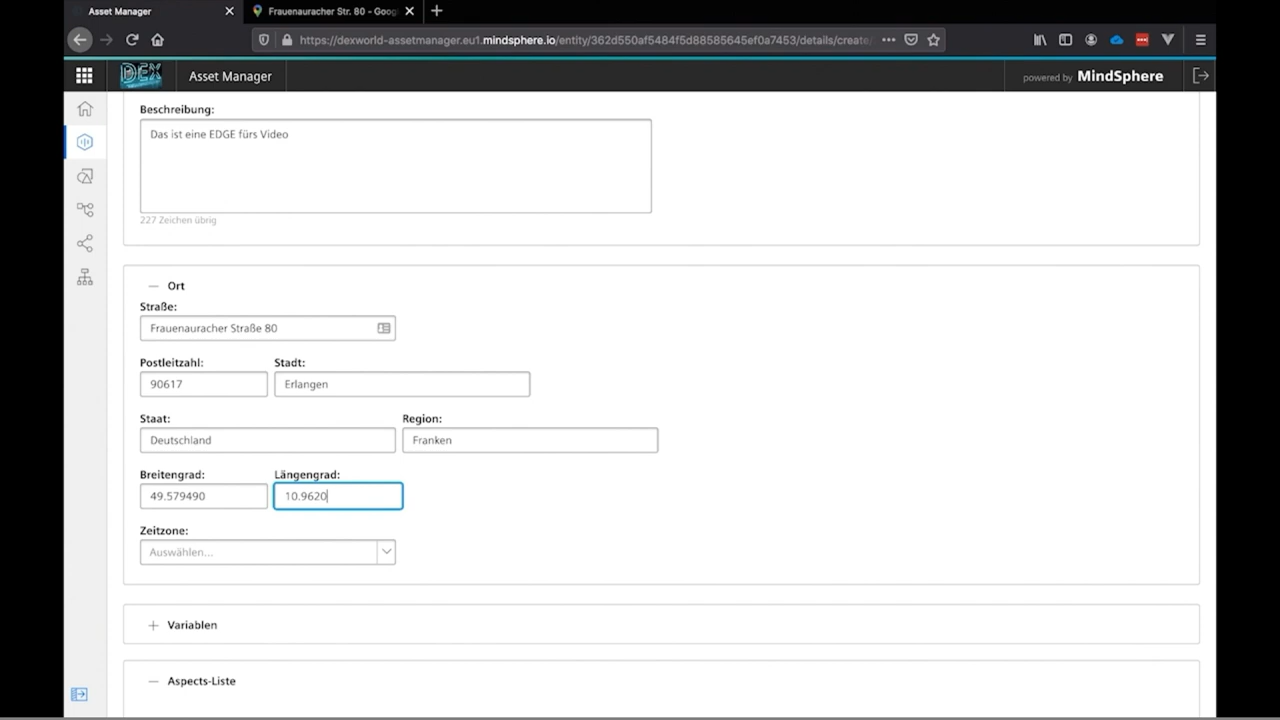 Asset Manager
Frauenauracher Str. 80 - Goog
https://dexworld-assetmanager.eu1.mindsphere.io/entity/362d550af5484f5d88585645ef0a7453/details/create/
DEX
Asset Manager
powered by MindSphere
Beschreibung:
Das ist eine EDGE fürs Video
227 Zeichen übrig
Ort
Straße:
Frauenauracher Straße 80
Postleitzahl: Stadt:
90617 Erlangen
Staat: Region:
Deutschland Franken
Breitengrad: Längengrad:
49.579490 10.9620
Zeitzone:
Auswählen...
Variablen
Aspects-Liste